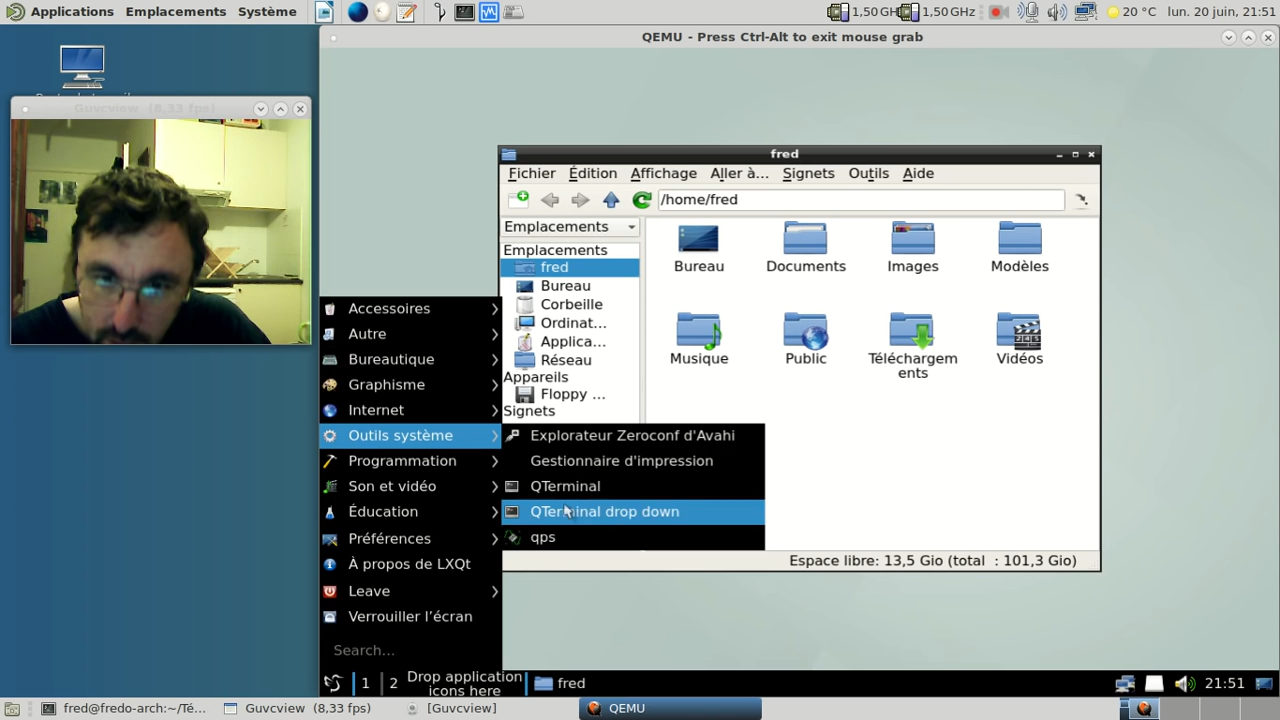 Applications Emplacements Système
1,50 GH 1,50 GHz 20 °C lun. 20 juin, 21:51
QEMU - Press Ctrl-Alt to exit mouse grab
Guvcview (8,33 fps)
fred
Fichier Édition Affichage Aller à... Signets Outils Aide
/home/fred
Emplacements
Emplacements
fred
Bureau
Corbeille
Ordinat...
Applica...
Réseau
Appareils
Floppy ...
Signets
Bureau Documents Images Modèles
Musique Public Téléchargem Vidéos
ents
Espace libre: 13,5 Gio (total : 101,3 Gio)
Accessoires
Autre
Bureautique
Graphisme
Internet
Outils système
Programmation
Son et vidéo
Éducation
Préférences
À propos de LXQt
Leave
Verrouiller l’écran
Search...
Explorateur Zeroconf d'Avahi
Gestionnaire d'impression
QTerminal
QTerminal drop down
qps
1 2 Drop application
icons here
fred
21:51
fred@fredo-arch:~/Té... Guvcview (8,33 fps) [Guvcview] QEMU